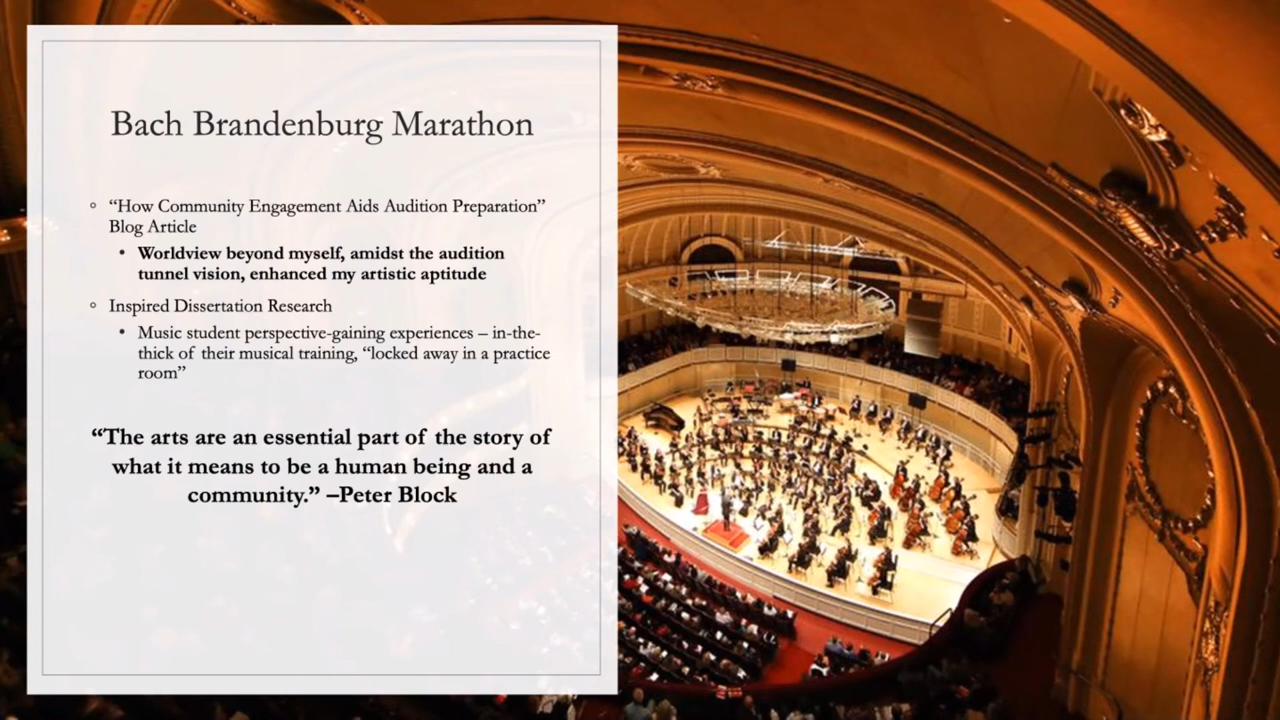 Bach Brandenburg Marathon
“How Community Engagement Aids Audition Preparation”
Blog Article
Worldview beyond myself, amidst the audition
tunnel vision, enhanced my artistic aptitude
Inspired Dissertation Research
Music student perspective-gaining experiences – in-the-
thick of their musical training, “locked away in a practice
room”
“The arts are an essential part of the story of
what it means to be a human being and a
community.” –Peter Block